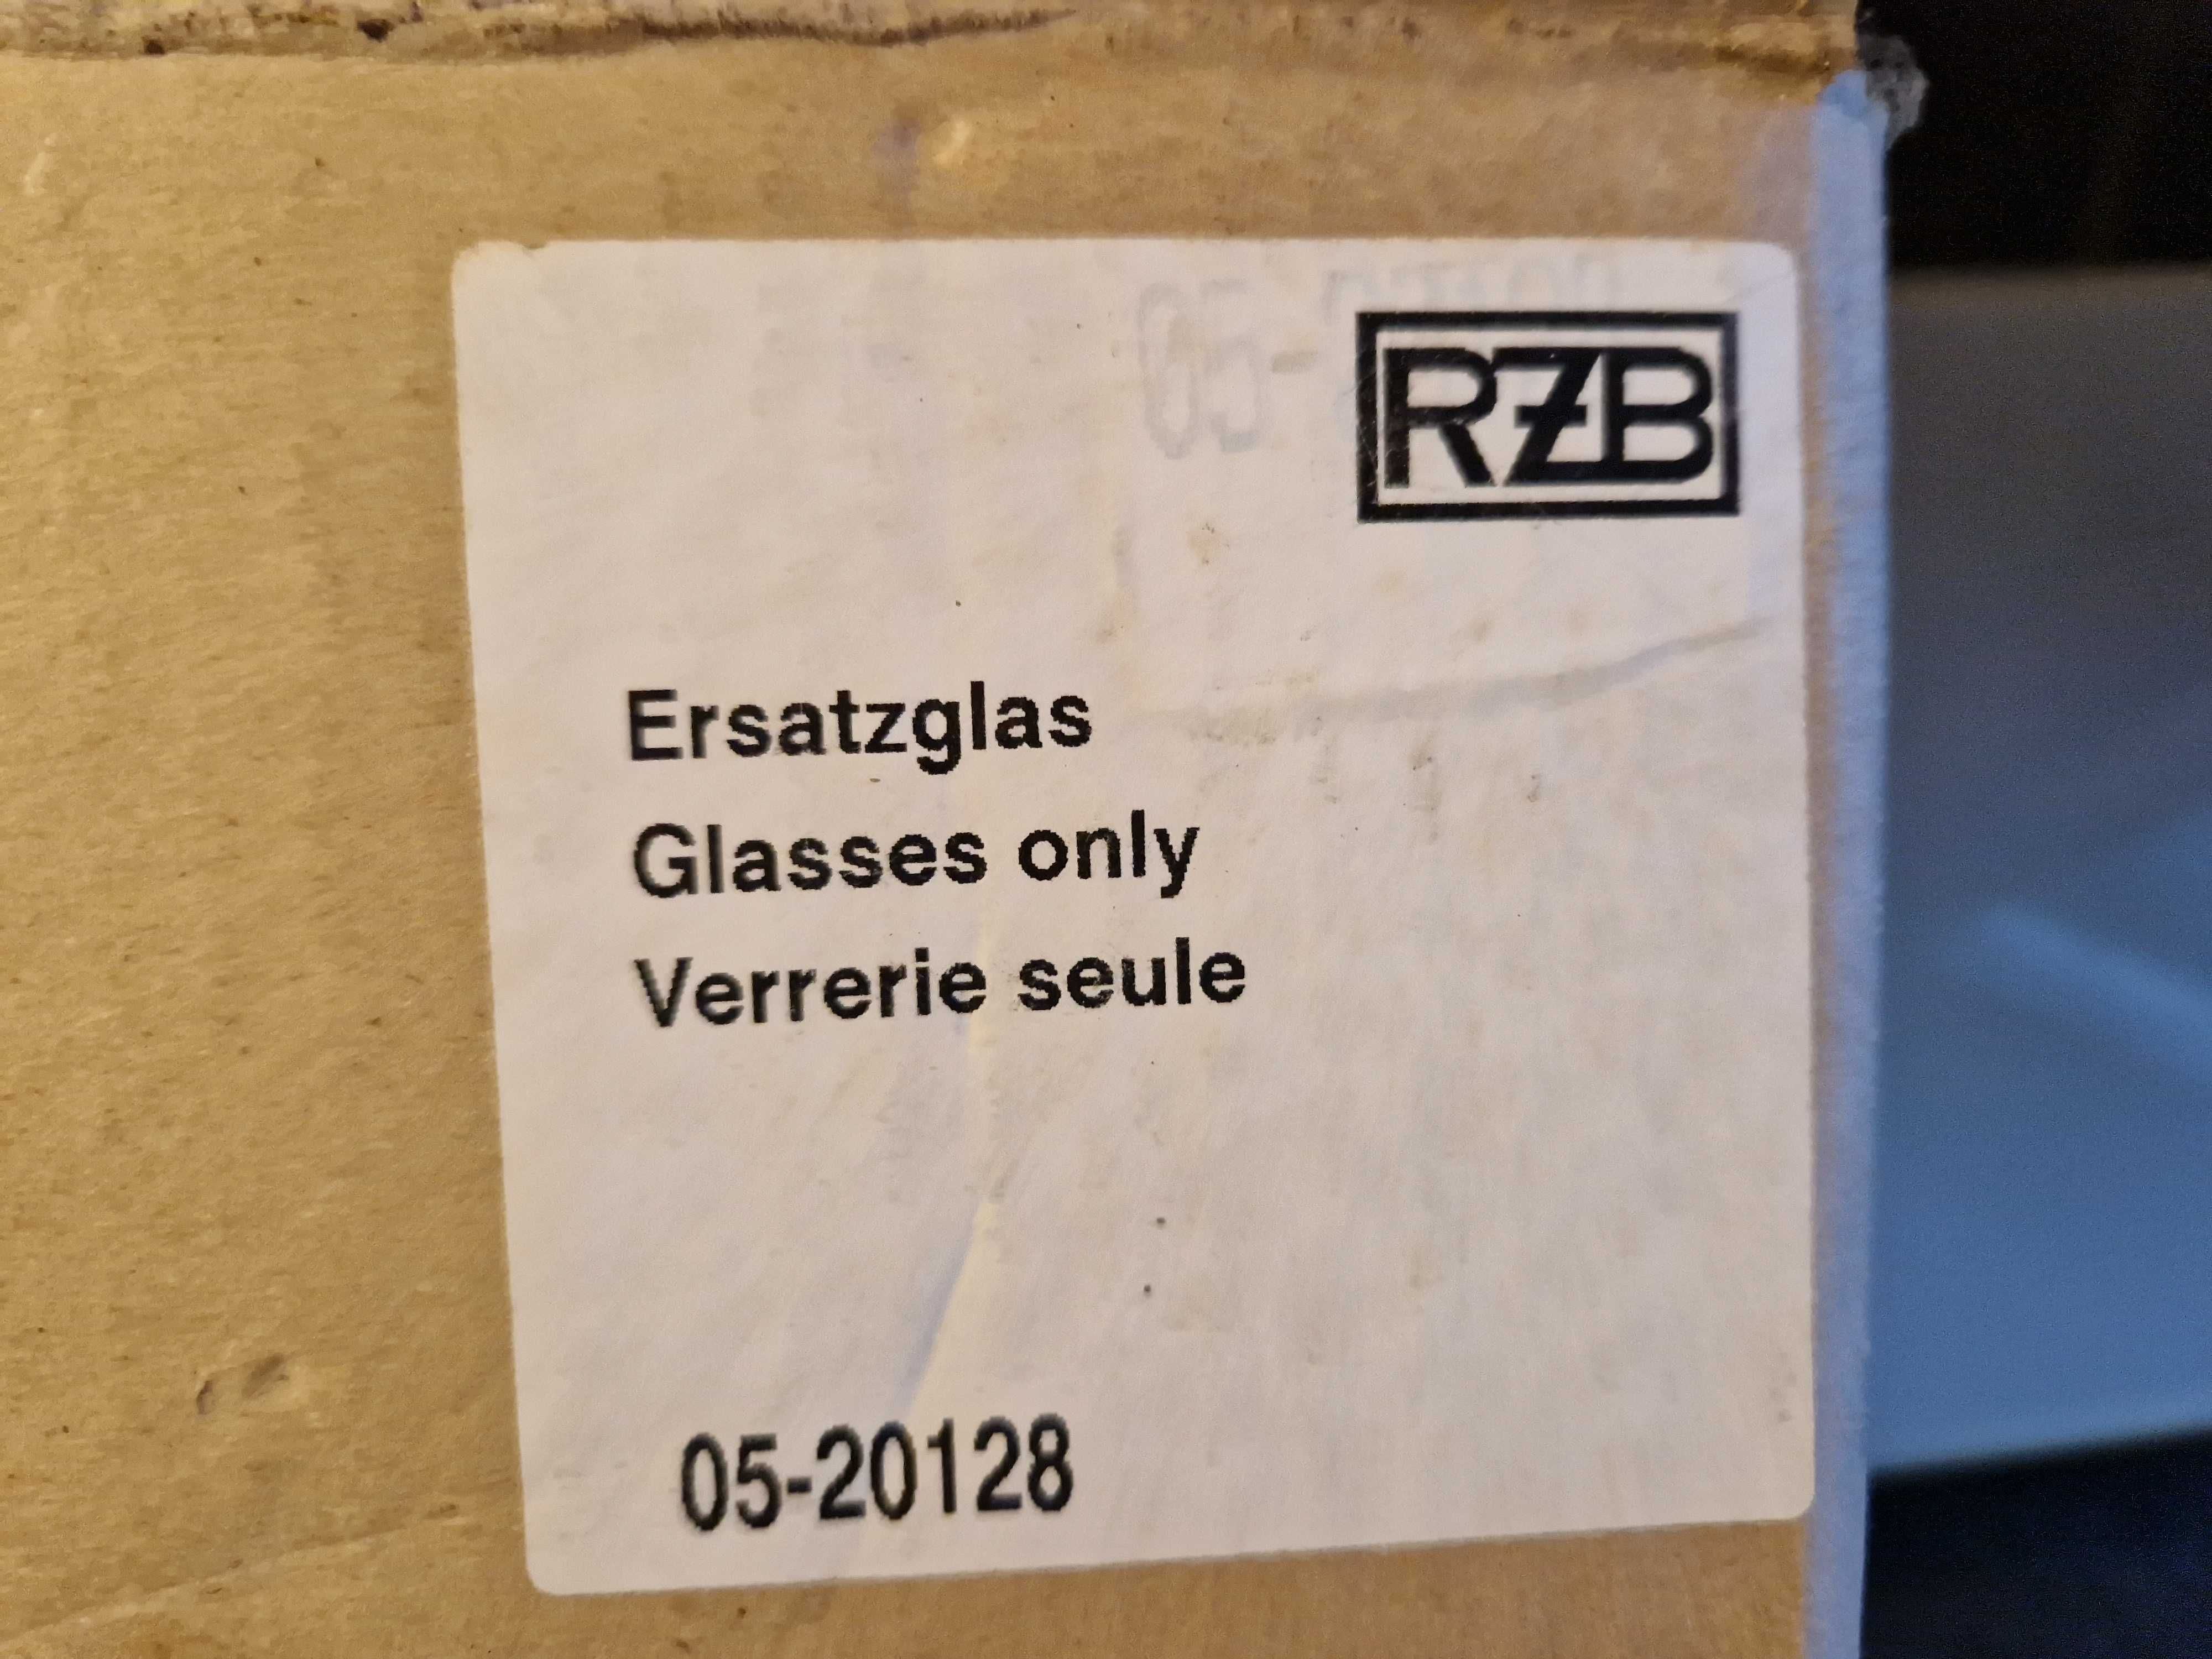 RZB
Ersatzglas
Glasses only
Verrerie seule
05-20128